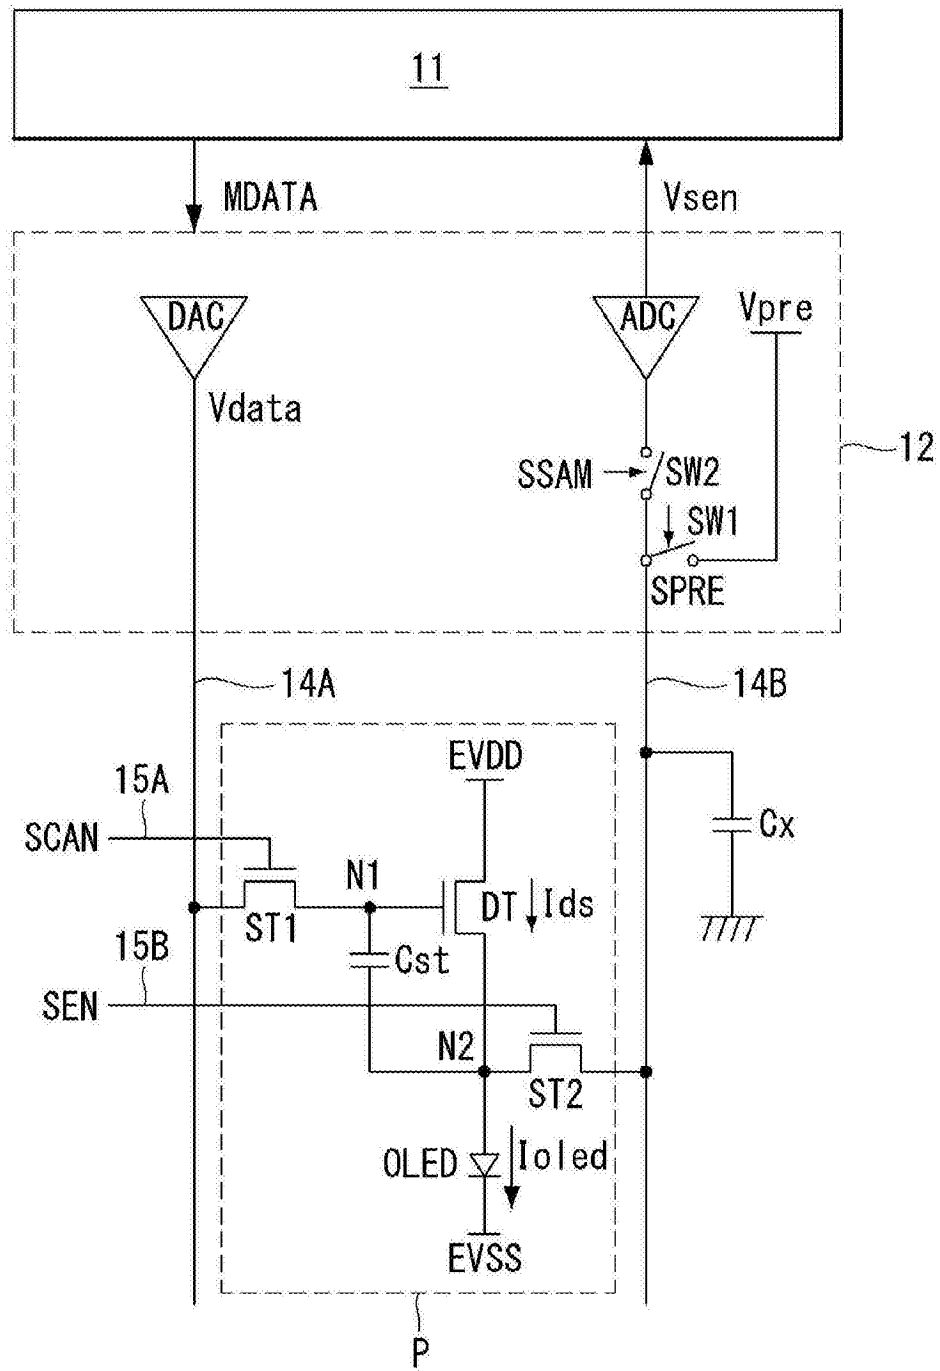 11
MDATA
Vsen
DAC
ADC
Vpre
Vdata
12
SSAM
SW2
SW1
SPRE
14A
14B
EVDD
15A
SCAN
Cx
N1
DT
Ids
ST1
15B
Cst
SEN
N2
ST2
OLED
Ioled
EVSS
P